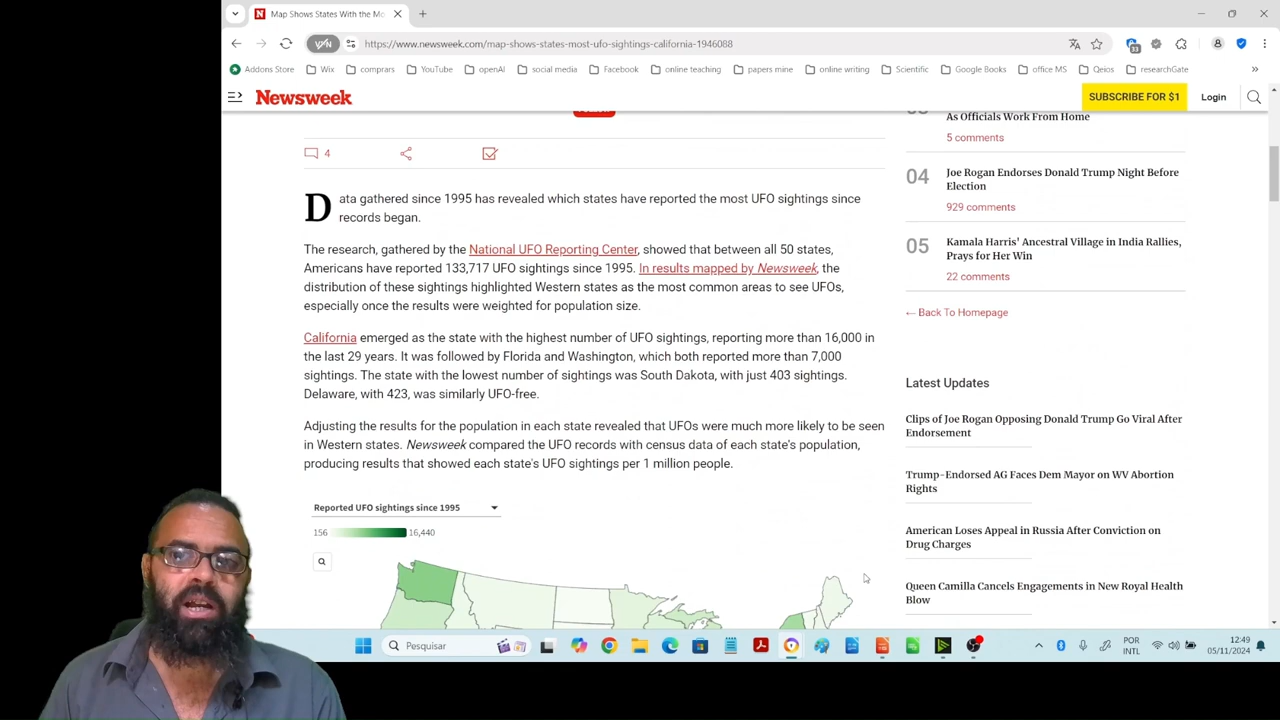 Map Shows States With the Mo
https://www.newsweek.com/map-shows-states-most-ufo-sightings-california-1946088
33
Addons Store
Wix
comprars
YouTube
openAI
social media
Facebook
online teaching
papers mine
online writing
Scientific
Google Books
office MS
Qeios
researchGate
Newsweek
SUBSCRIBE FOR $1
Login
4
Data gathered since 1995 has revealed which states have reported the most UFO sightings since
records began.
The research, gathered by the National UFO Reporting Center, showed that between all 50 states,
Americans have reported 133,717 UFO sightings since 1995. In results mapped by Newsweek, the
distribution of these sightings highlighted Western states as the most common areas to see UFOs,
especially once the results were weighted for population size.
California emerged as the state with the highest number of UFO sightings, reporting more than 16,000 in
the last 29 years. It was followed by Florida and Washington, which both reported more than 7,000
sightings. The state with the lowest number of sightings was South Dakota, with just 403 sightings.
Delaware, with 423, was similarly UFO-free.
Adjusting the results for the population in each state revealed that UFOs were much more likely to be seen
in Western states. Newsweek compared the UFO records with census data of each state's population,
producing results that showed each state's UFO sightings per 1 million people.
Reported UFO sightings since 1995
156 16,440
As Officials Work From Home
5 comments
04
Joe Rogan Endorses Donald Trump Night Before
Election
929 comments
05
Kamala Harris' Ancestral Village in India Rallies,
Prays for Her Win
22 comments
← Back To Homepage
Latest Updates
Clips of Joe Rogan Opposing Donald Trump Go Viral After
Endorsement
Trump-Endorsed AG Faces Dem Mayor on WV Abortion
Rights
American Loses Appeal in Russia After Conviction on
Drug Charges
Queen Camilla Cancels Engagements in New Royal Health
Blow
Pesquisar
POR
INTL
12:49
05/11/2024